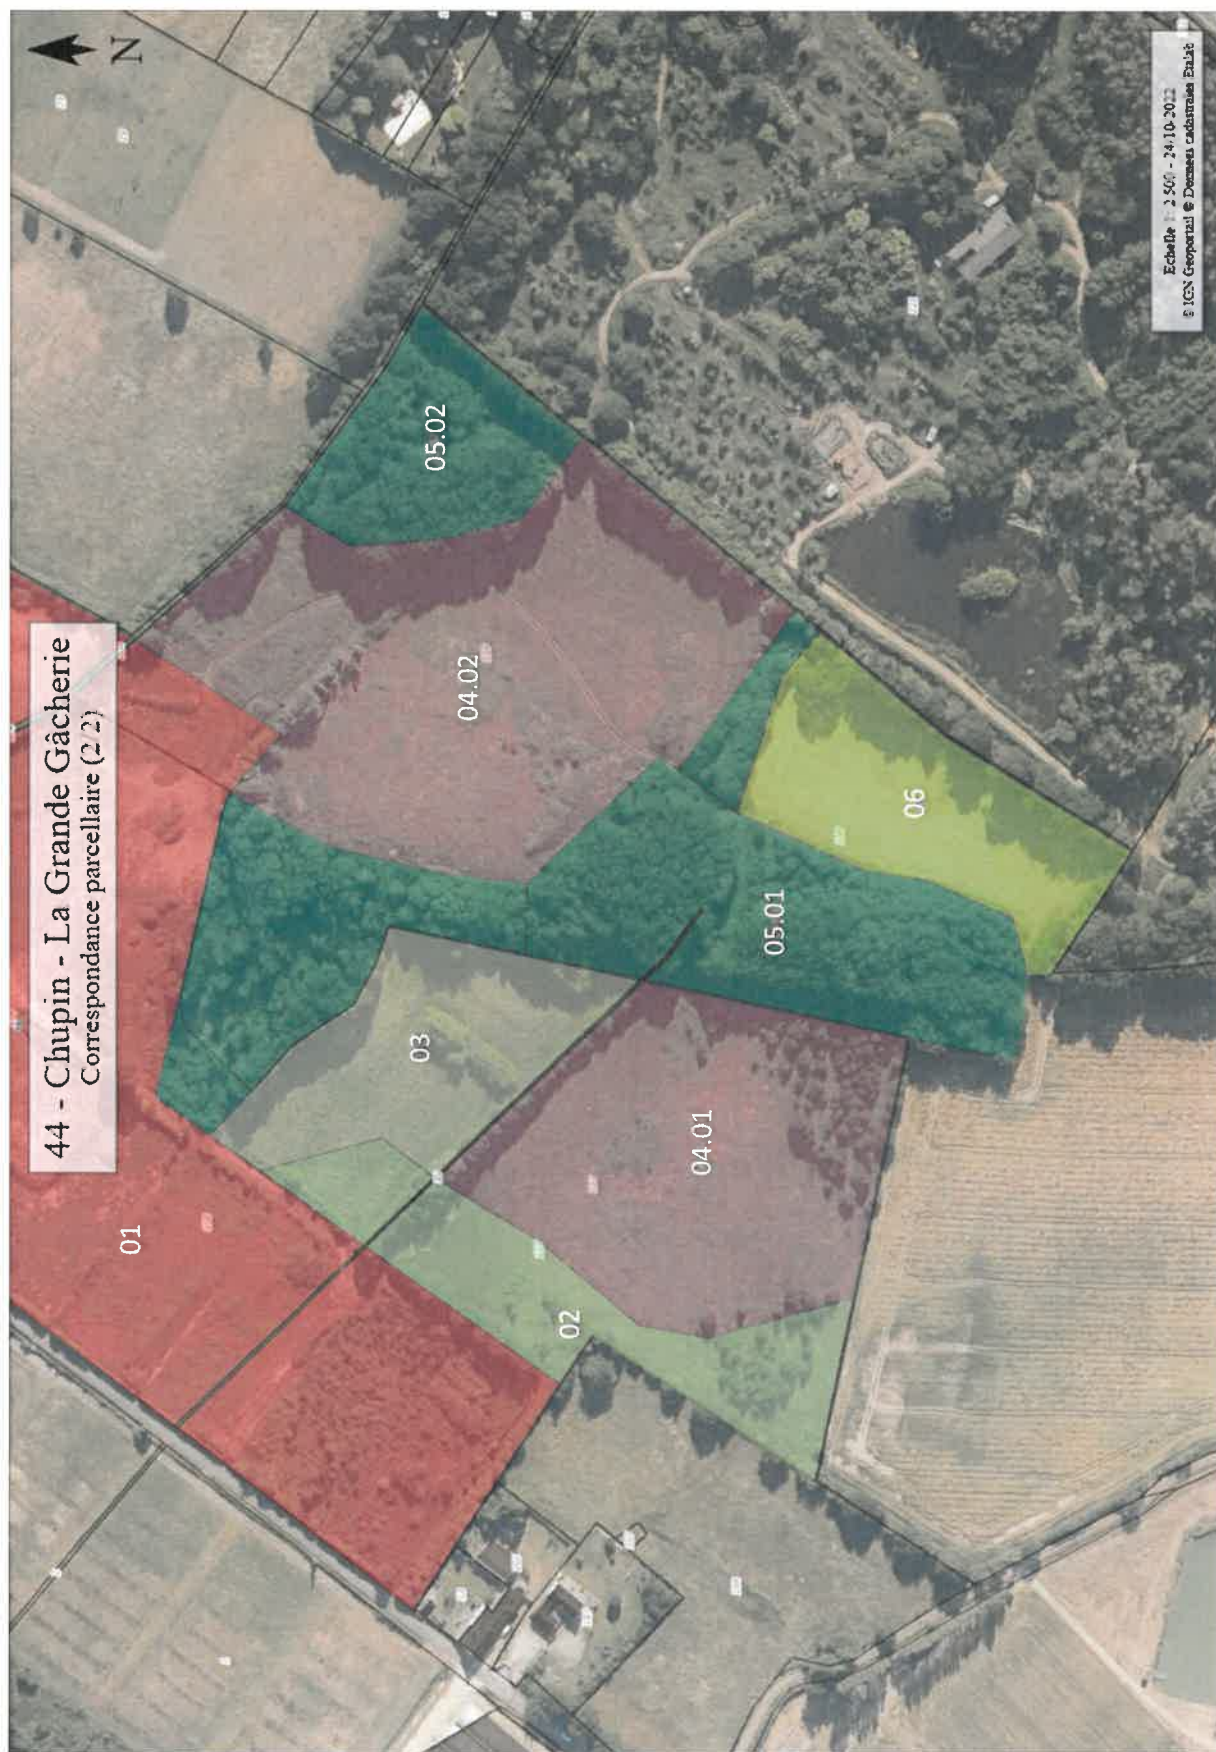 44 - Chupin - La Grande Gâcherie
Correspondance parcellaire (2/2)
N
01
02
03
04.01
04.02
05.01
05.02
06
Echelle 1: 2 500 - 24-10-2022
© IGN Geoportail © Données cadastrales Etalab